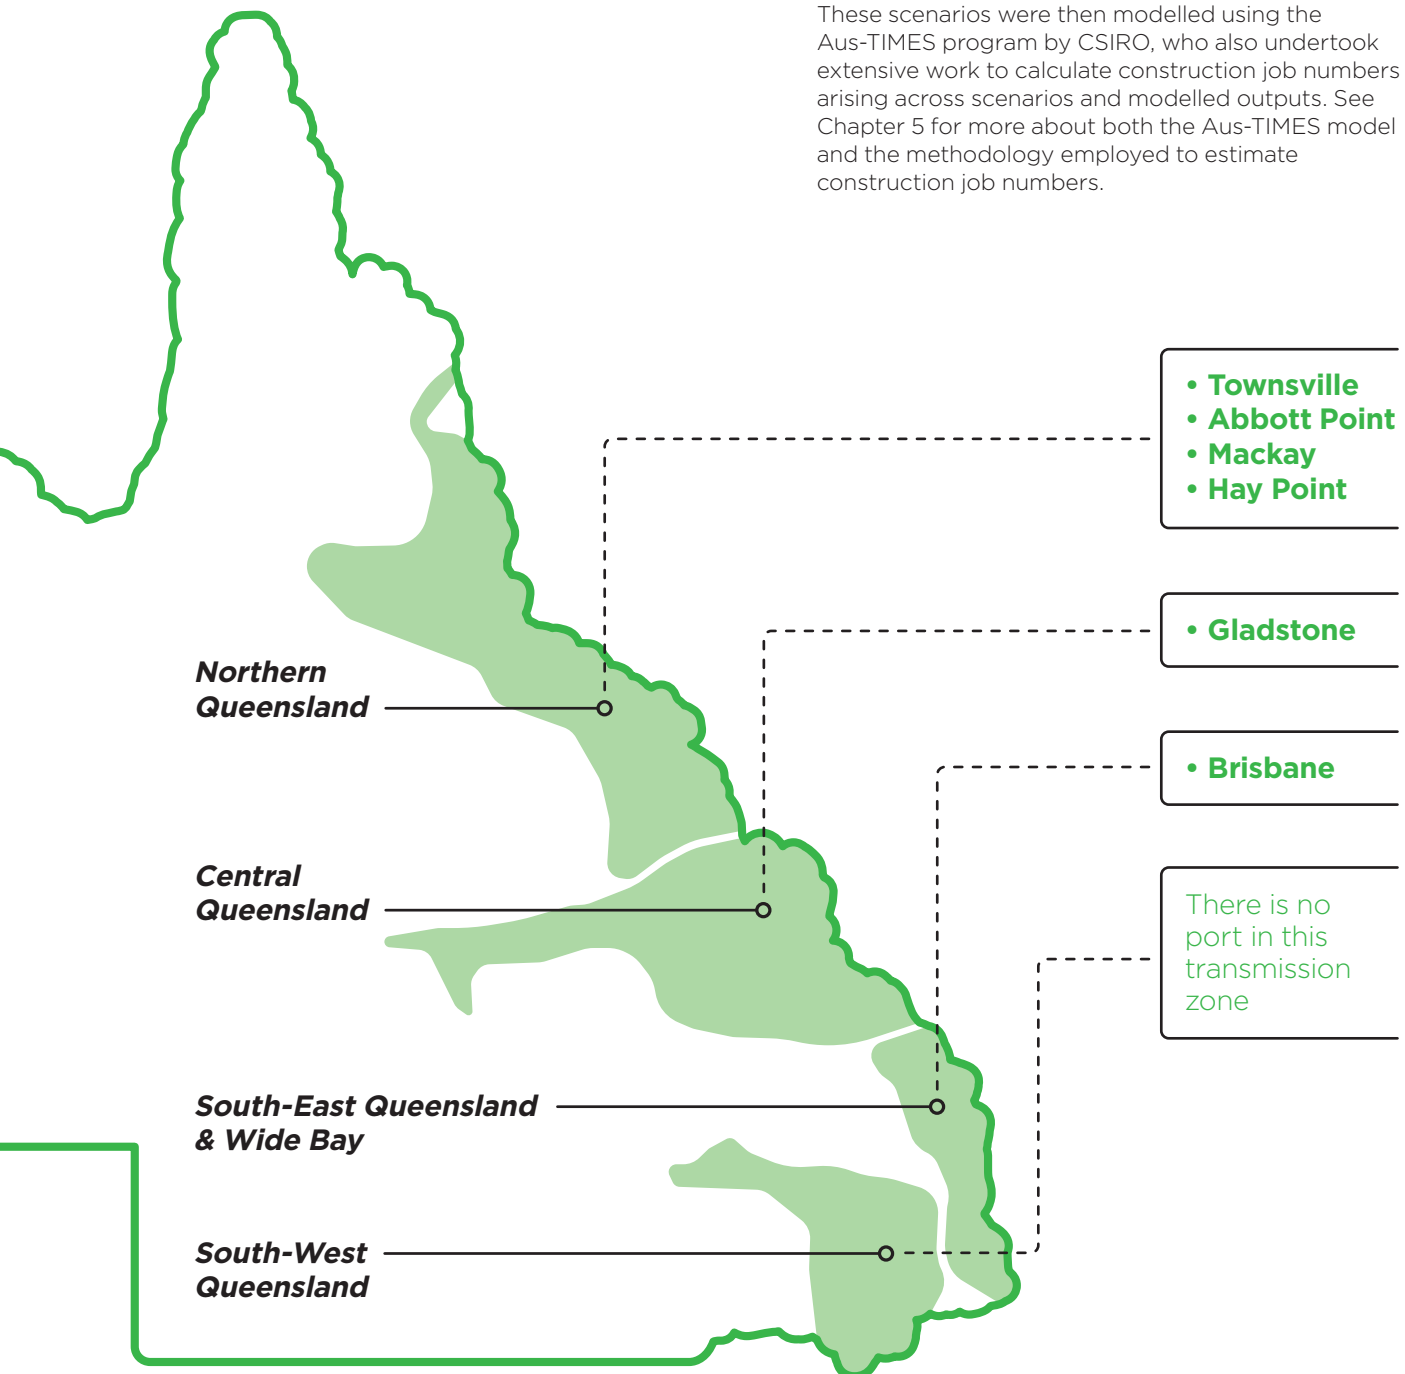 These scenarios were then modelled using the
Aus-TIMES program by CSIRO, who also undertook
extensive work to calculate construction job numbers
arising across scenarios and modelled outputs. See
Chapter 5 for more about both the Aus-TIMES model
and the methodology employed to estimate
construction job numbers.
• Townsville
• Abbott Point
• Mackay
• Hay Point
• Gladstone
Northern
Queensland
• Brisbane
Central
Queensland
There is no
port in this
transmission
zone
South-East Queensland
& Wide Bay
South-West
Queensland